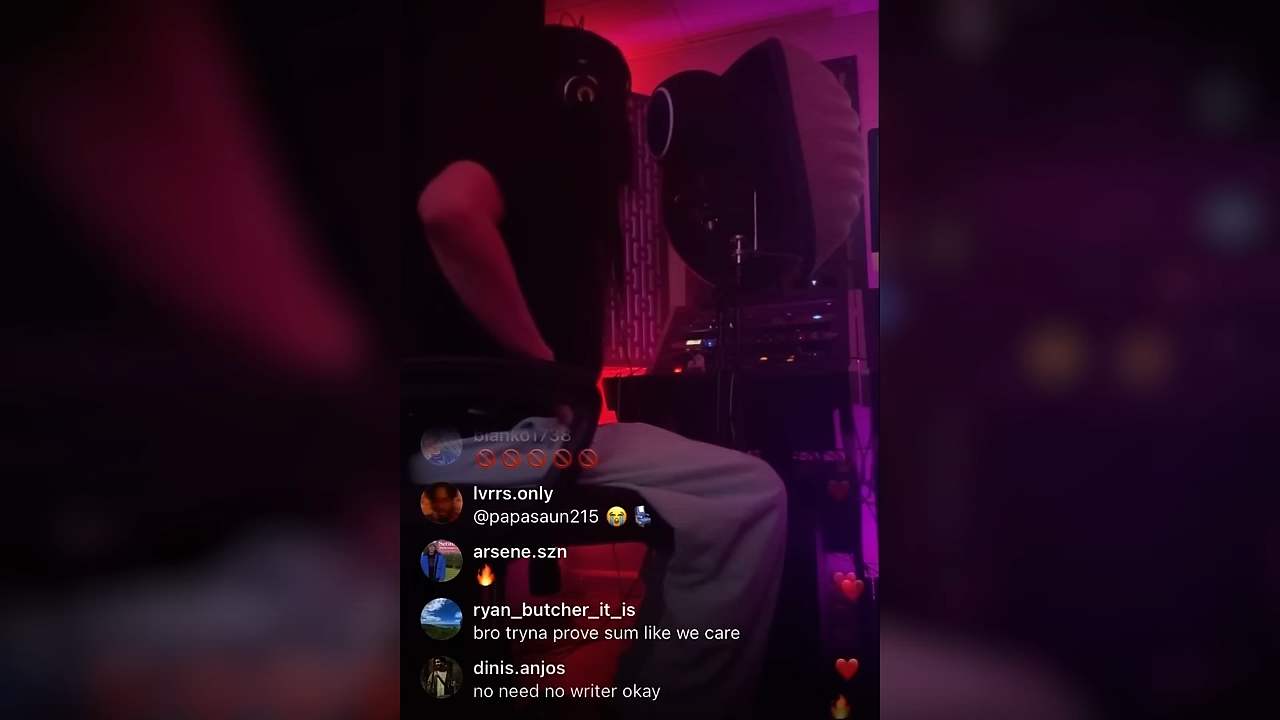 blanko1738
🚫🚫🚫🚫🚫
lvrrs.only
@papasaun215 😭 💺
arsene.szn
🔥
ryan_butcher_it_is
bro tryna prove sum like we care
dinis.anjos
no need no writer okay